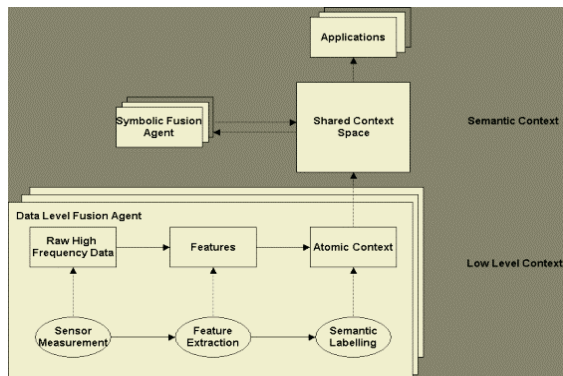 Applications
Symbolic Fusion
Agent
Shared Context
Space
Semantic Context
Data Level Fusion Agent
Raw High
Frequency Data
Features
Atomic Context
Low Level Context
Sensor
Measurement
Feature
Extraction
Semantic
Labelling